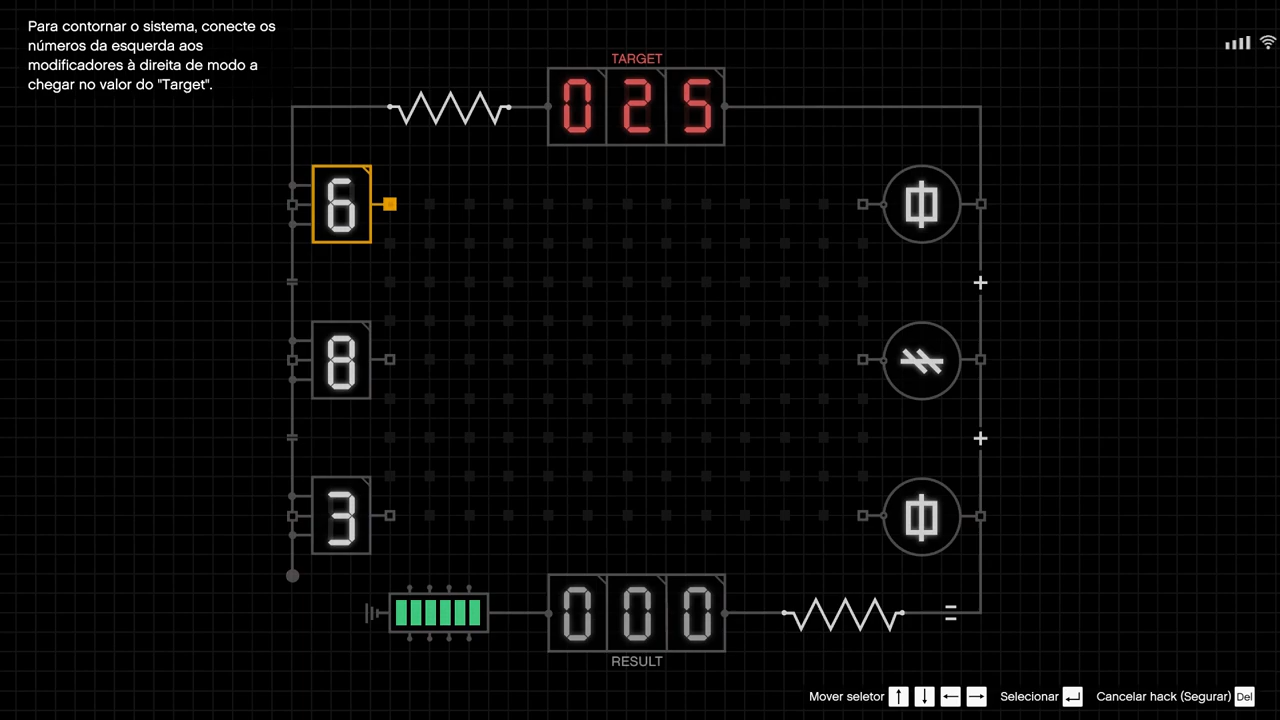 Para contornar o sistema, conecte os
números da esquerda aos
modificadores à direita de modo a
chegar no valor do "Target".
TARGET
025
6
8
3
+
+
=
000
RESULT
Mover seletor ↑ ↓ ← → Selecionar ↵ Cancelar hack (Segurar) Del